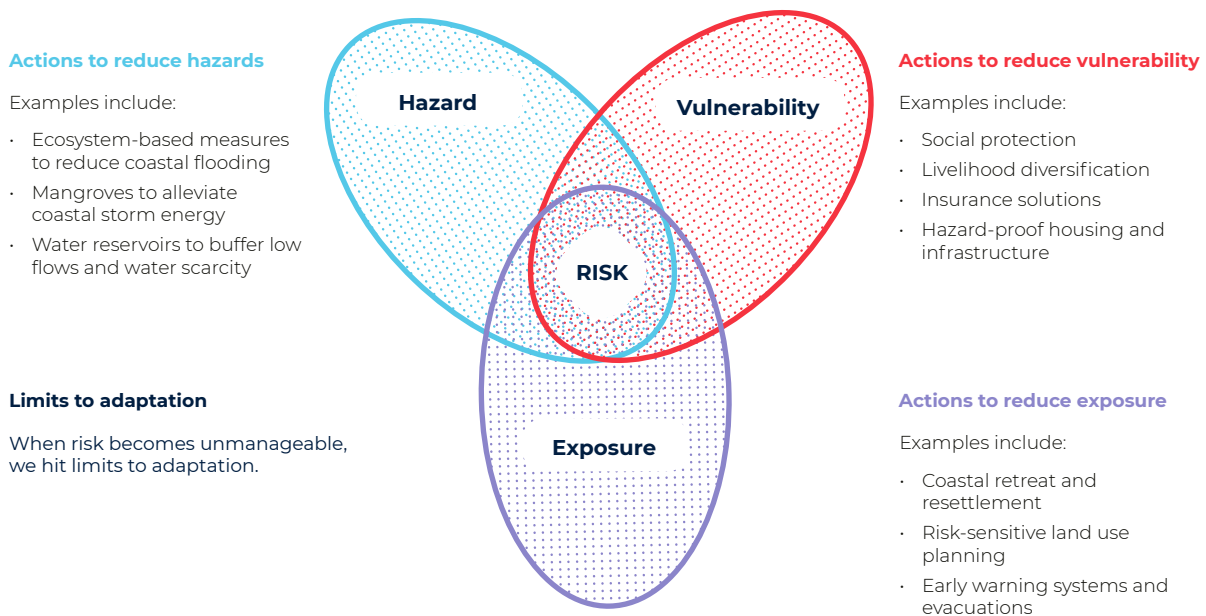 Actions to reduce hazards
Examples include:
• Ecosystem-based measures
to reduce coastal flooding
• Mangroves to alleviate
coastal storm energy
• Water reservoirs to buffer low
flows and water scarcity
Hazard
Vulnerability
RISK
Exposure
Actions to reduce vulnerability
Examples include:
• Social protection
• Livelihood diversification
• Insurance solutions
• Hazard-proof housing and
infrastructure
Limits to adaptation
When risk becomes unmanageable,
we hit limits to adaptation.
Actions to reduce exposure
Examples include:
• Coastal retreat and
resettlement
• Risk-sensitive land use
planning
• Early warning systems and
evacuations